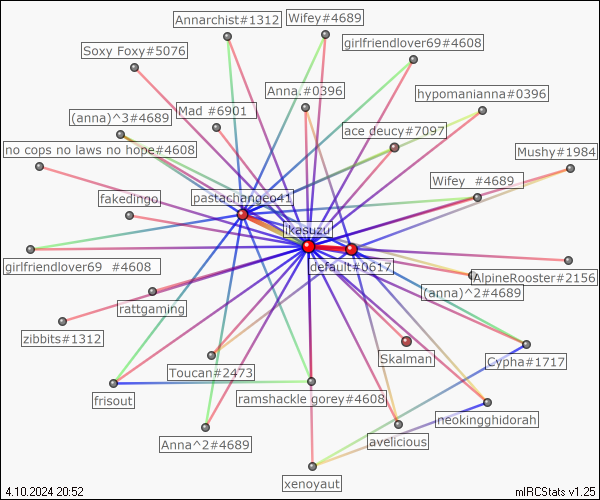 Annarchist#1312
Wifey#4689
Soxy Foxy#5076
girlfriendlover69#4608
Anna.#0396
hypomanianna#0396
Mad #6901
(anna)^3#4689
ace deucy#7097
no cops no laws no hope#4608
Mushy#1984
Wifey #4689
fakedingo
pastachangeo41
ikasuzu
girlfriendlover69 #4608
default#0617
AlpineRooster#2156
(anna)^2#4689
rattgaming
zibbits#1312
Skalman
Cypha#1717
Toucan#2473
frisout
ramshackle gorey#4608
neokingghidorah
Anna^2#4689
avelicious
xenoyaut
4.10.2024 20:52
mIRCStats v1.25